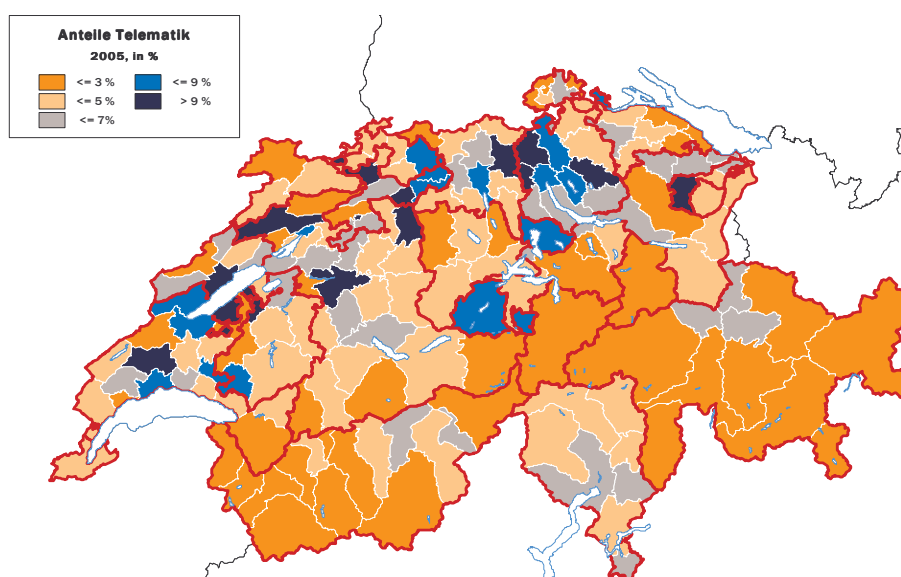 Anteile Telematik
2005, in %
<= 3 % <= 9 %
<= 5 % > 9 %
<= 7%